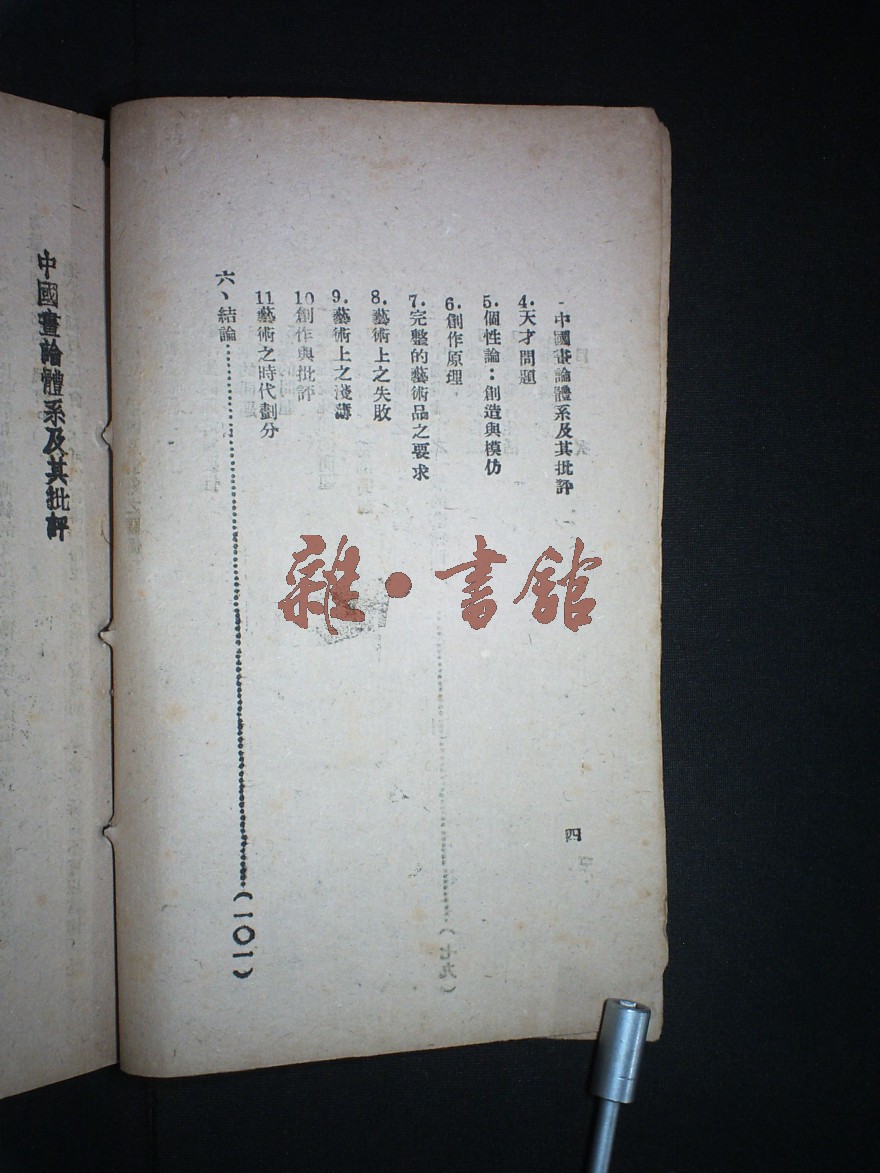 中國畫論體系及其批評
4.天才問題
5.個性論：創造與模仿
6.創作原理
7.完整的藝術品之要求
8.藝術上之失敗
9.藝術上之淺薄
10創作與批評
11藝術之時代劃分
六、結論…………………………(一〇一)
四
中國畫論體系及其批評
雜•書館